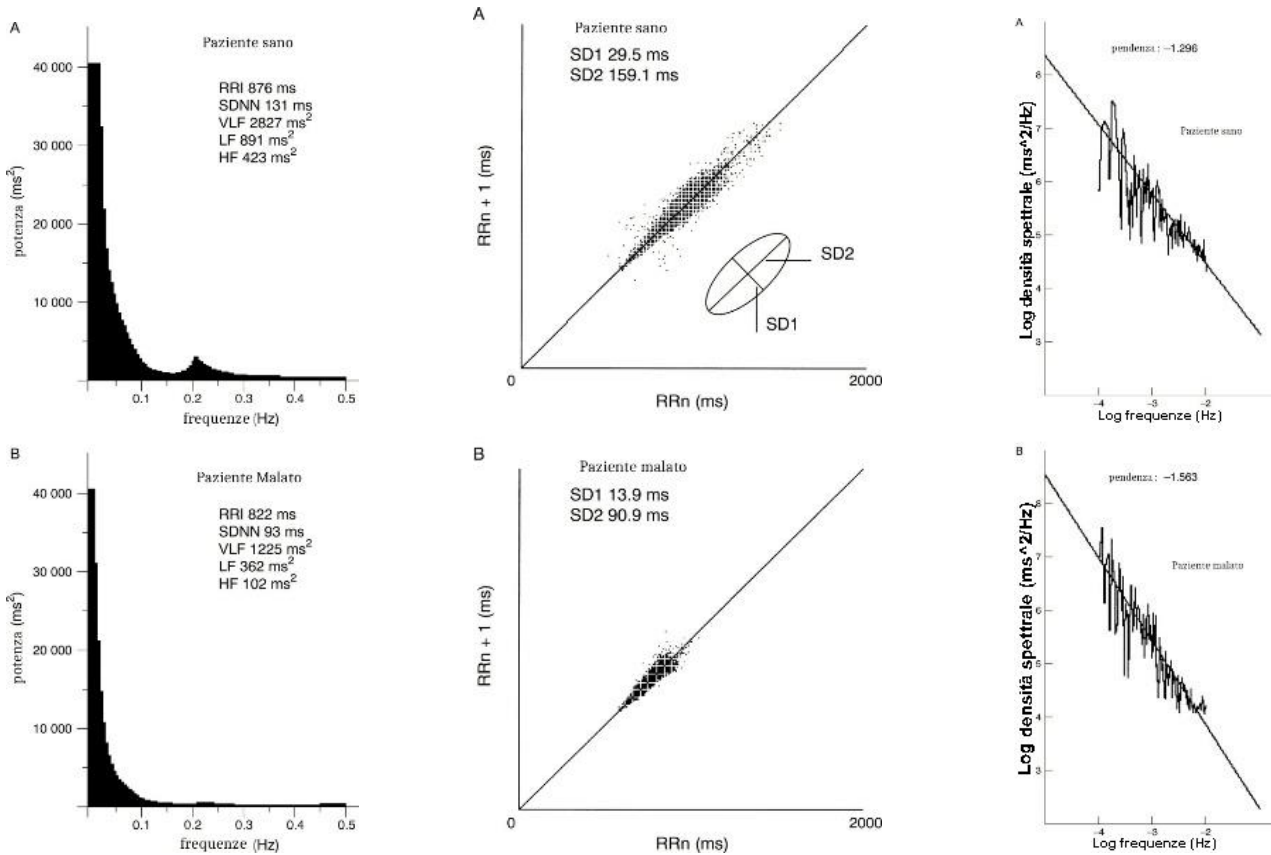 A
Paziente sano
40 000
30 000
20 000
10 000
potenza (ms²)
RRI 876 ms
SDNN 131 ms
VLF 2827 ms²
LF 891 ms²
HF 423 ms²
0.1 0.2 0.3 0.4 0.5
frequenze (Hz)
A
Paziente sano
SD1 29.5 ms
SD2 159.1 ms
RRn + 1 (ms)
SD2
SD1
0
2000
RRn (ms)
A
pendenza : −1.296
Paziente sano
Log densità spettrale (ms^2/Hz)
8
7
6
5
4
3
−4 −3 −2
Log frequenze (Hz)
B
Paziente Malato
40 000
30 000
20 000
10 000
potenza (ms²)
RRI 822 ms
SDNN 93 ms
VLF 1225 ms²
LF 362 ms²
HF 102 ms²
0.1 0.2 0.3 0.4 0.5
frequenze (Hz)
B
Paziente malato
SD1 13.9 ms
SD2 90.9 ms
RRn + 1 (ms)
0
2000
RRn (ms)
B
pendenza : −1.563
Paziente malato
Log densità spettrale (ms^2/Hz)
8
7
6
5
4
3
−4 −3 −2
Log frequenze (Hz)